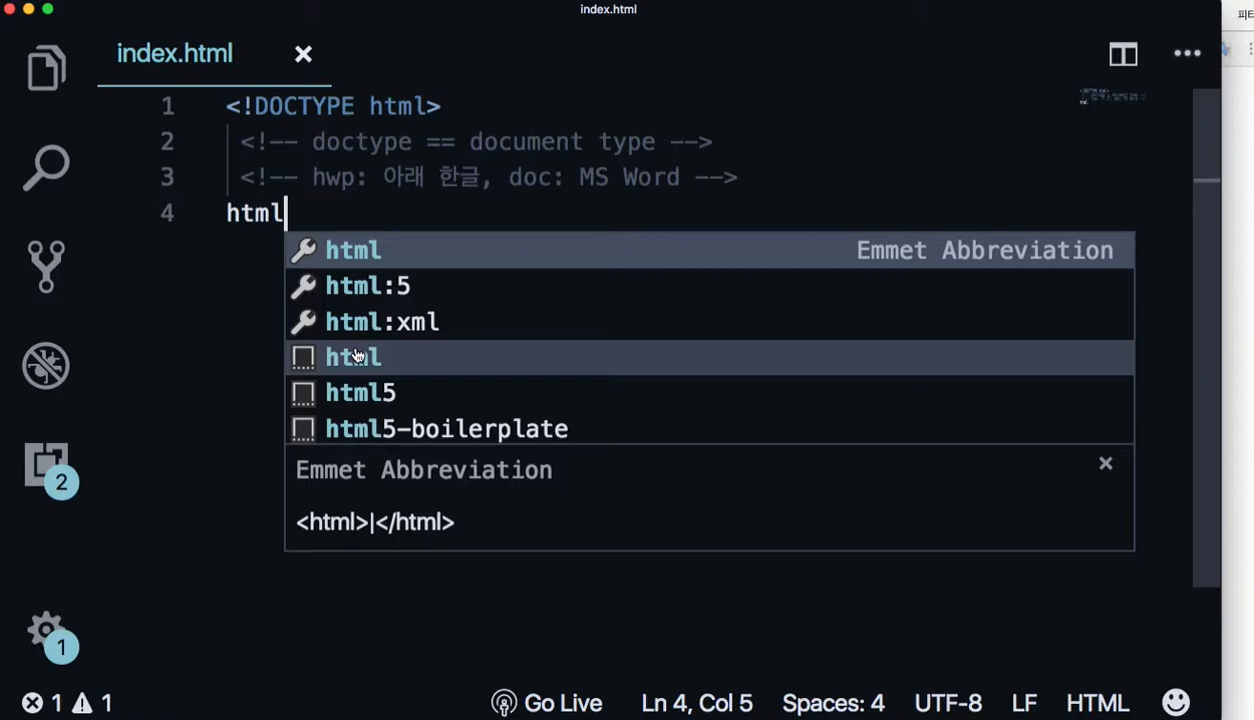 index.html
피터
index.html
1 <!DOCTYPE html>
2 <!-- doctype == document type -->
3 <!-- hwp: 아래 한글, doc: MS Word -->
4 html
html Emmet Abbreviation
html:5
html:xml
html
html5
html5-boilerplate
Emmet Abbreviation
<html>|</html>
2
1
1 1 Go Live Ln 4, Col 5 Spaces: 4 UTF-8 LF HTML